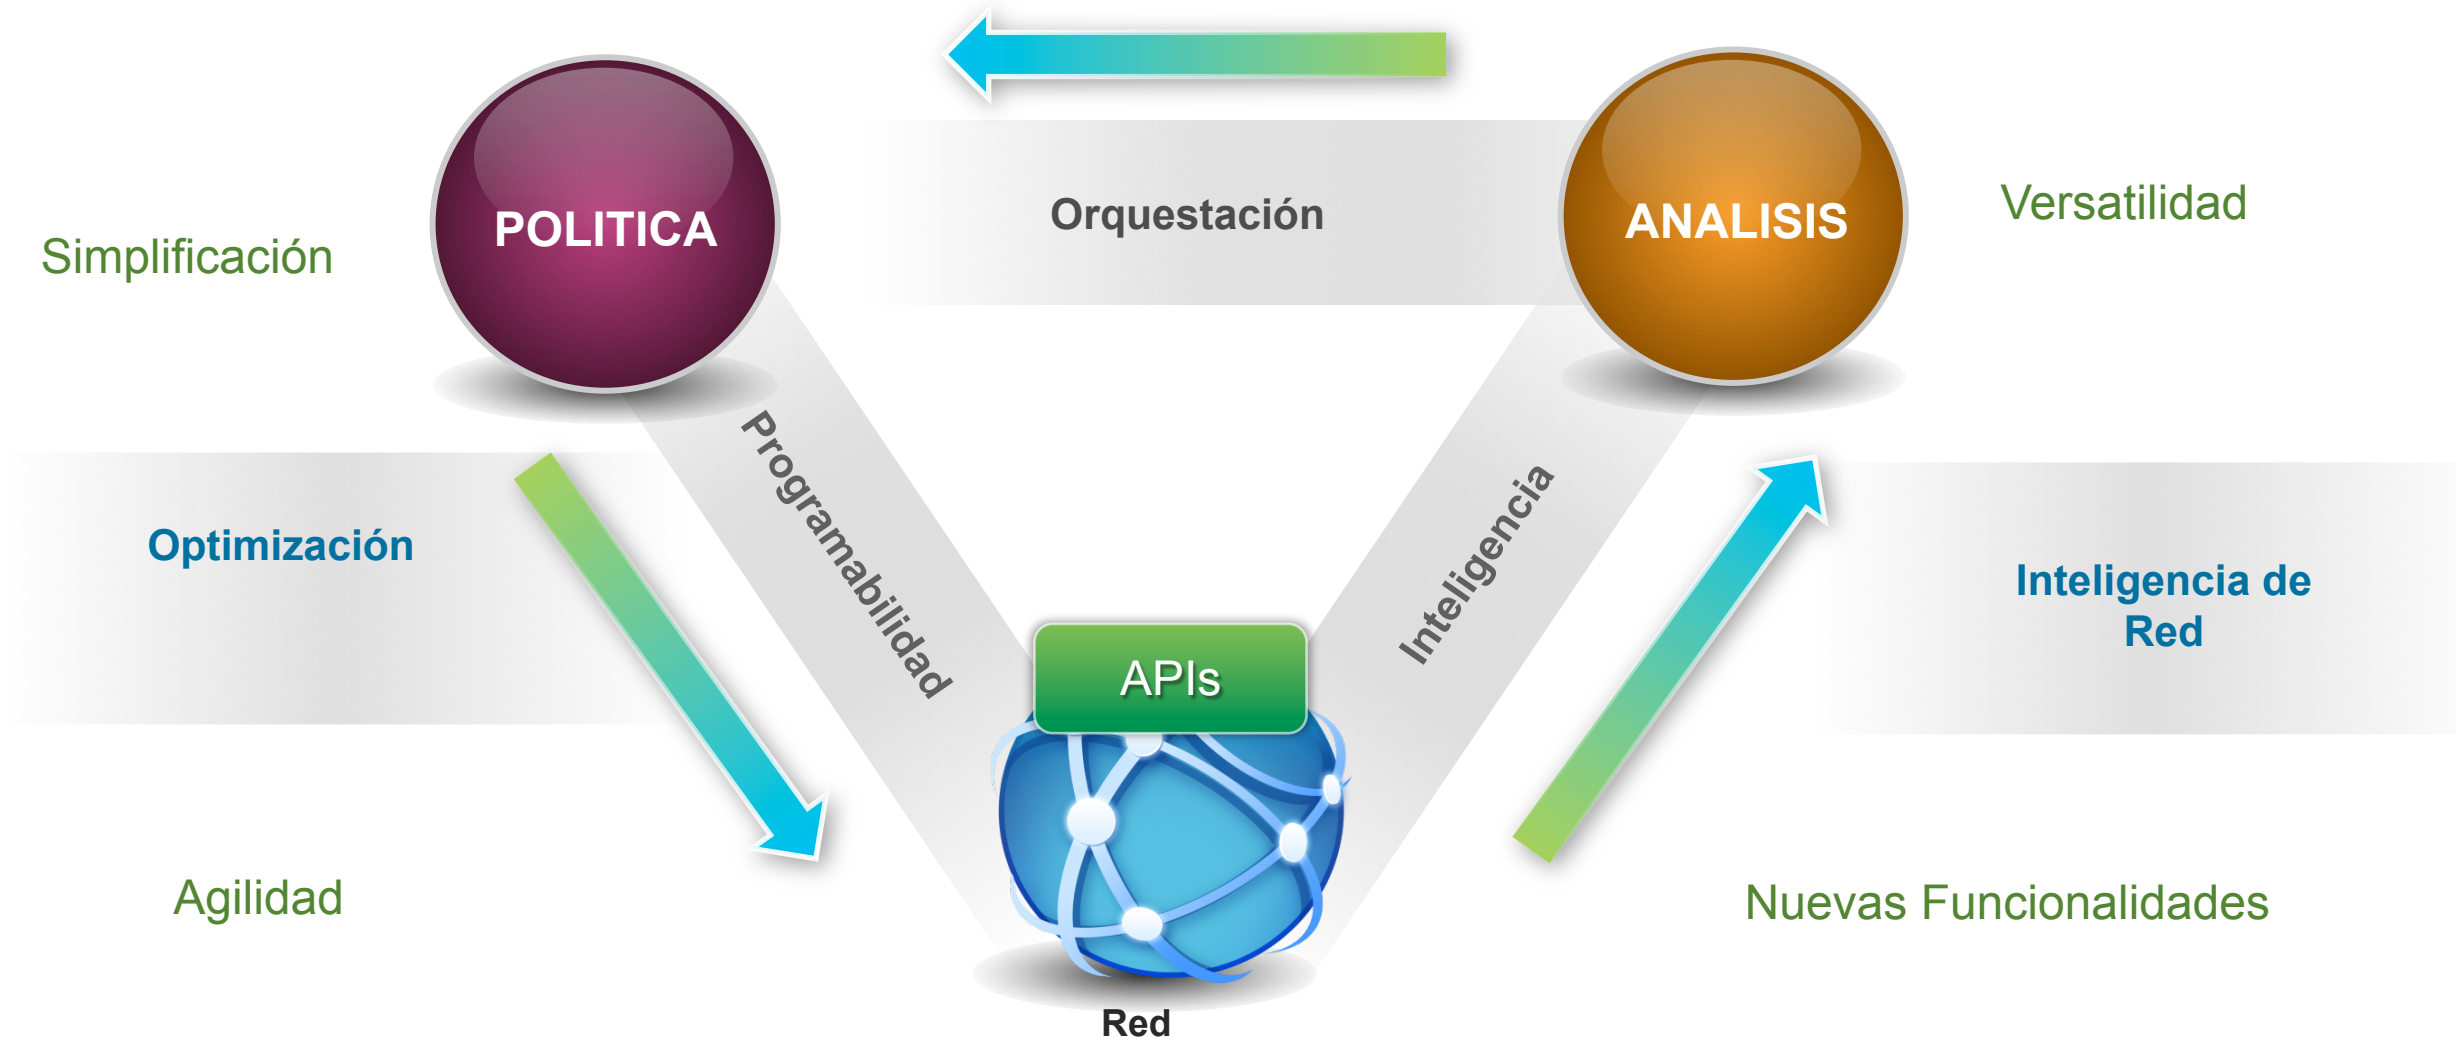 POLITICA
Orquestación
ANALISIS
Versatilidad
Simplificación
Programabilidad
Inteligencia
Optimización
Inteligencia de
Red
APIs
Agilidad
Nuevas Funcionalidades
Red